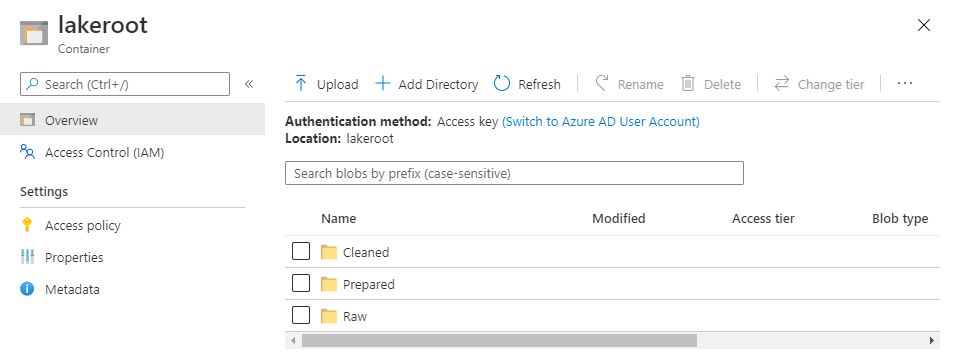 lakeroot
Container
Search (Ctrl+/)
«
Overview
Access Control (IAM)
Settings
Access policy
Properties
Metadata
Upload Add Directory Refresh Rename Delete Change tier ...
Authentication method: Access key (Switch to Azure AD User Account)
Location: lakeroot
Search blobs by prefix (case-sensitive)
Name Modified Access tier Blob type
Cleaned
Prepared
Raw